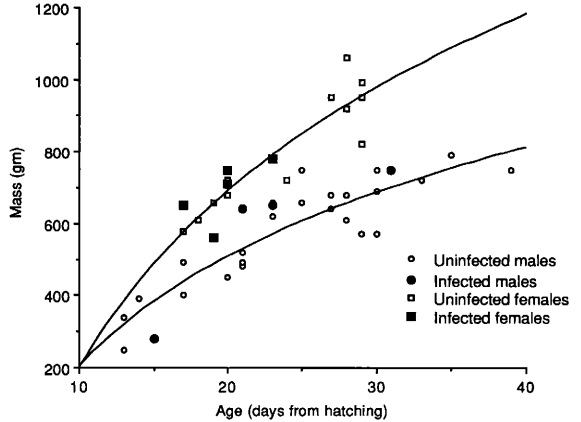 1200
1000
800
600
400
200
Mass (gm)
Uninfected males
Infected males
Uninfected females
Infected females
10 20 30 40
Age (days from hatching)